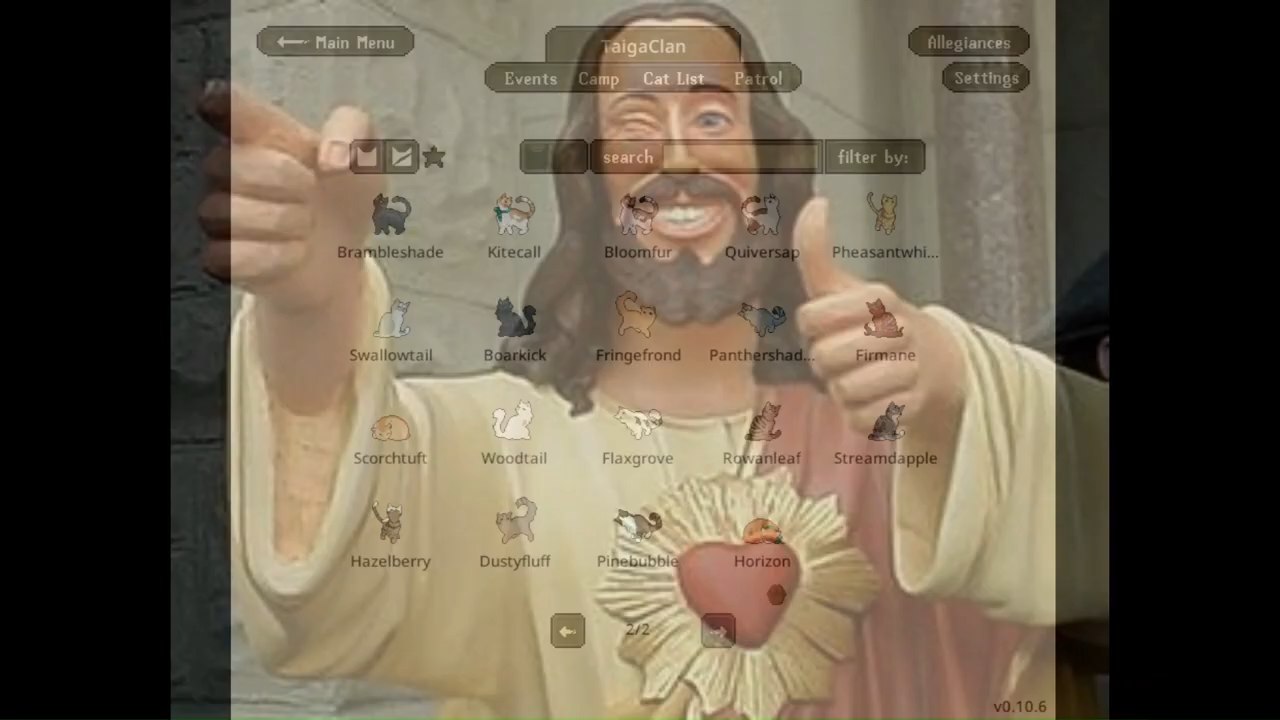 Main Menu
TaigaClan
Allegiances
Events Camp Cat List Patrol
Settings
search
filter by:
Brambleshade Kitecall Bloomfur Quiversap Pheasantwhi...
Swallowtail Boarkick Fringefrond Panthershad... Firmane
Scorchtuft Woodtail Flaxgrove Rowanleaf Streamdapple
Hazelberry Dustyfluff Pinebubble Horizon
2/2
v0.10.6